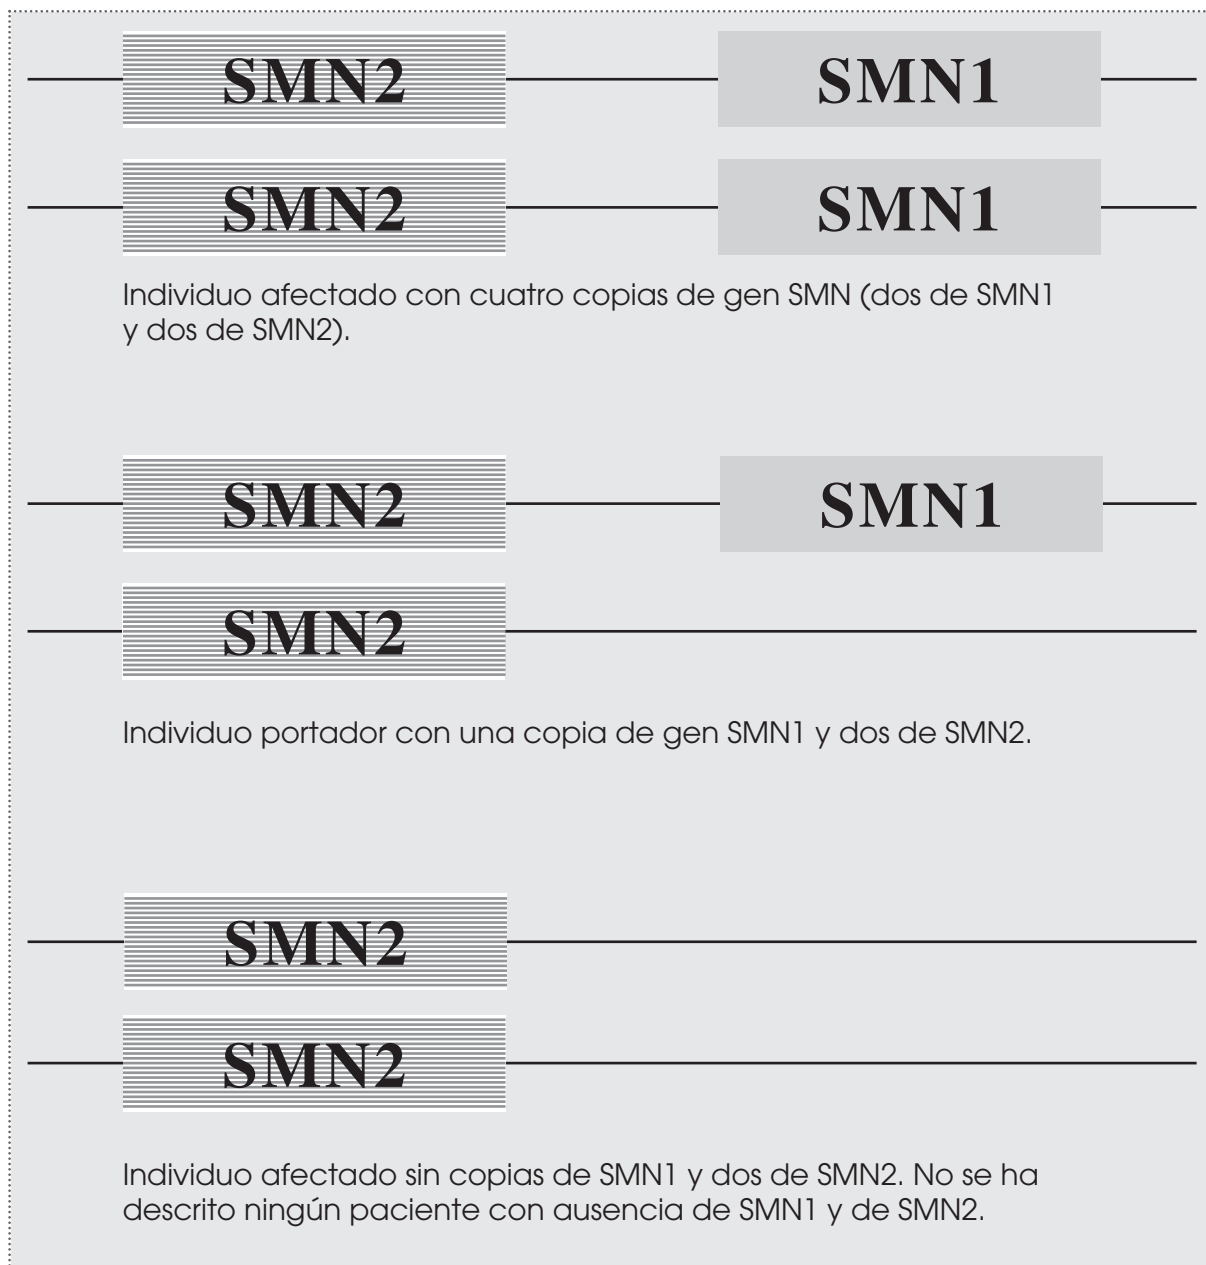 SMN2 SMN1
SMN2 SMN1
Individuo afectado con cuatro copias de gen SMN (dos de SMN1
y dos de SMN2).
SMN2 SMN1
SMN2
Individuo portador con una copia de gen SMN1 y dos de SMN2.
SMN2
SMN2
Individuo afectado sin copias de SMN1 y dos de SMN2. No se ha
descrito ningún paciente con ausencia de SMN1 y de SMN2.